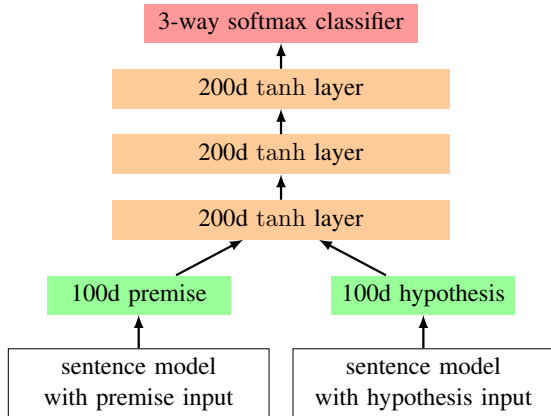 3-way softmax classifier
200d tanh layer
200d tanh layer
200d tanh layer
100d premise
100d hypothesis
sentence model
with premise input
sentence model
with hypothesis input